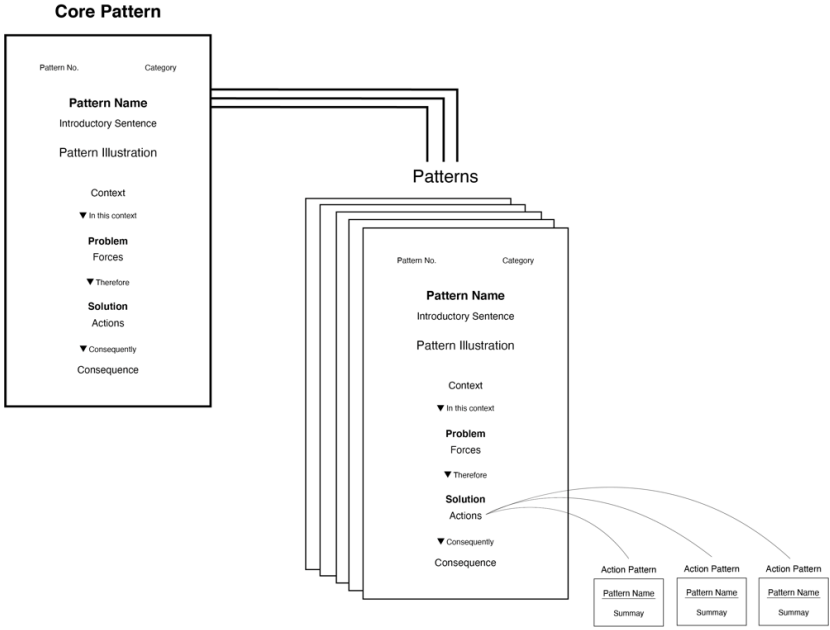 Core Pattern
Pattern No. Category
Pattern Name
Introductory Sentence
Pattern Illustration
Context
▼ In this context
Problem
Forces
▼ Therefore
Solution
Actions
▼ Consequently
Consequence
Patterns
Pattern No. Category
Pattern Name
Introductory Sentence
Pattern Illustration
Context
▼ In this context
Problem
Forces
▼ Therefore
Solution
Actions
▼ Consequently
Consequence
Action Pattern
Pattern Name
Summay
Action Pattern
Pattern Name
Summay
Action Pattern
Pattern Name
Summay